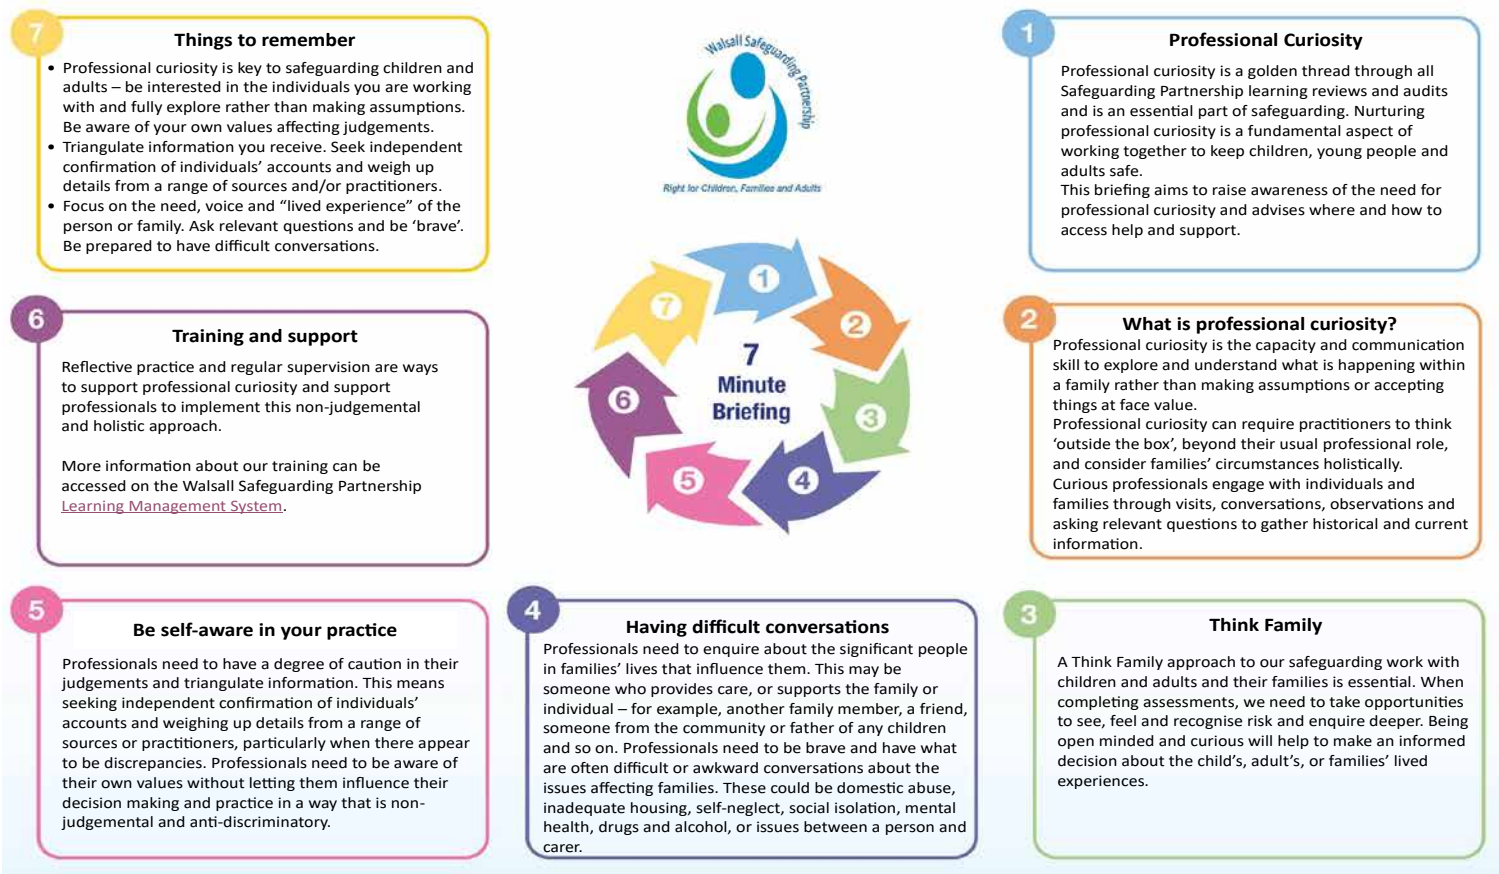 7
Things to remember
• Professional curiosity is key to safeguarding children and
adults – be interested in the individuals you are working
with and fully explore rather than making assumptions.
Be aware of your own values affecting judgements.
• Triangulate information you receive. Seek independent
confirmation of individuals’ accounts and weigh up
details from a range of sources and/or practitioners.
• Focus on the need, voice and “lived experience” of the
person or family. Ask relevant questions and be ‘brave’.
Be prepared to have difficult conversations.
Walsall Safeguarding Partnership
Right for Children, Families and Adults
1
Professional Curiosity
Professional curiosity is a golden thread through all
Safeguarding Partnership learning reviews and audits
and is an essential part of safeguarding. Nurturing
professional curiosity is a fundamental aspect of
working together to keep children, young people and
adults safe.
This briefing aims to raise awareness of the need for
professional curiosity and advises where and how to
access help and support.
6
Training and support
Reflective practice and regular supervision are ways
to support professional curiosity and support
professionals to implement this non-judgemental
and holistic approach.
More information about our training can be
accessed on the Walsall Safeguarding Partnership
Learning Management System.
1
2
3
4
5
6
7
7
Minute
Briefing
2
What is professional curiosity?
Professional curiosity is the capacity and communication
skill to explore and understand what is happening within
a family rather than making assumptions or accepting
things at face value.
Professional curiosity can require practitioners to think
‘outside the box’, beyond their usual professional role,
and consider families’ circumstances holistically.
Curious professionals engage with individuals and
families through visits, conversations, observations and
asking relevant questions to gather historical and current
information.
5
Be self-aware in your practice
Professionals need to have a degree of caution in their
judgements and triangulate information. This means
seeking independent confirmation of individuals’
accounts and weighing up details from a range of
sources or practitioners, particularly when there appear
to be discrepancies. Professionals need to be aware of
their own values without letting them influence their
decision making and practice in a way that is non-
judgemental and anti-discriminatory.
4
Having difficult conversations
Professionals need to enquire about the significant people
in families’ lives that influence them. This may be
someone who provides care, or supports the family or
individual – for example, another family member, a friend,
someone from the community or father of any children
and so on. Professionals need to be brave and have what
are often difficult or awkward conversations about the
issues affecting families. These could be domestic abuse,
inadequate housing, self-neglect, social isolation, mental
health, drugs and alcohol, or issues between a person and
carer.
3
Think Family
A Think Family approach to our safeguarding work with
children and adults and their families is essential. When
completing assessments, we need to take opportunities
to see, feel and recognise risk and enquire deeper. Being
open minded and curious will help to make an informed
decision about the child’s, adult’s, or families’ lived
experiences.